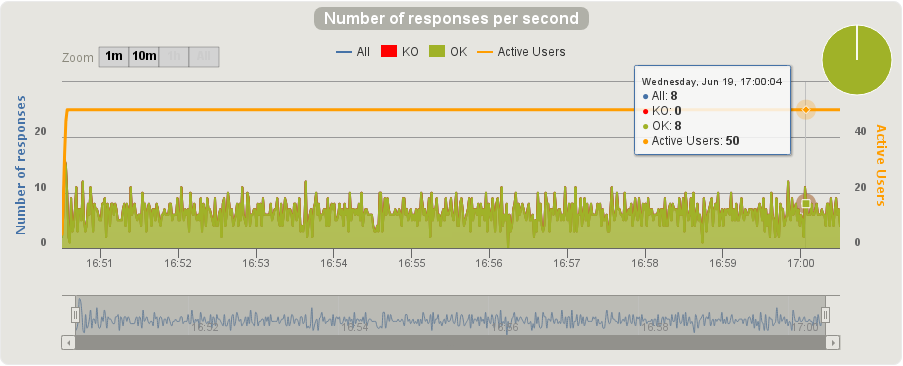 Number of responses per second
Zoom 1m 10m 1h All
All KO OK Active Users
Wednesday, Jun 19, 17:00:04
All: 8
KO: 0
OK: 8
Active Users: 50
Number of responses
20
10
0
Active Users
40
20
0
16:51 16:52 16:53 16:54 16:55 16:56 16:57 16:58 16:59 17:00
16:52 16:54 16:56 16:58 17:00